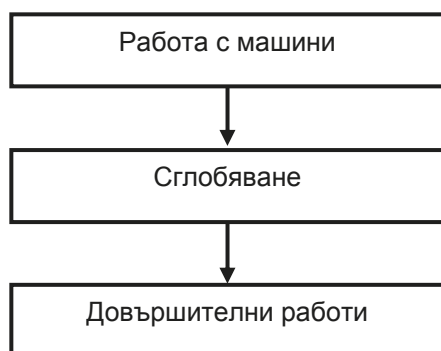 Работа с машини
Сглобяване
Довършителни работи